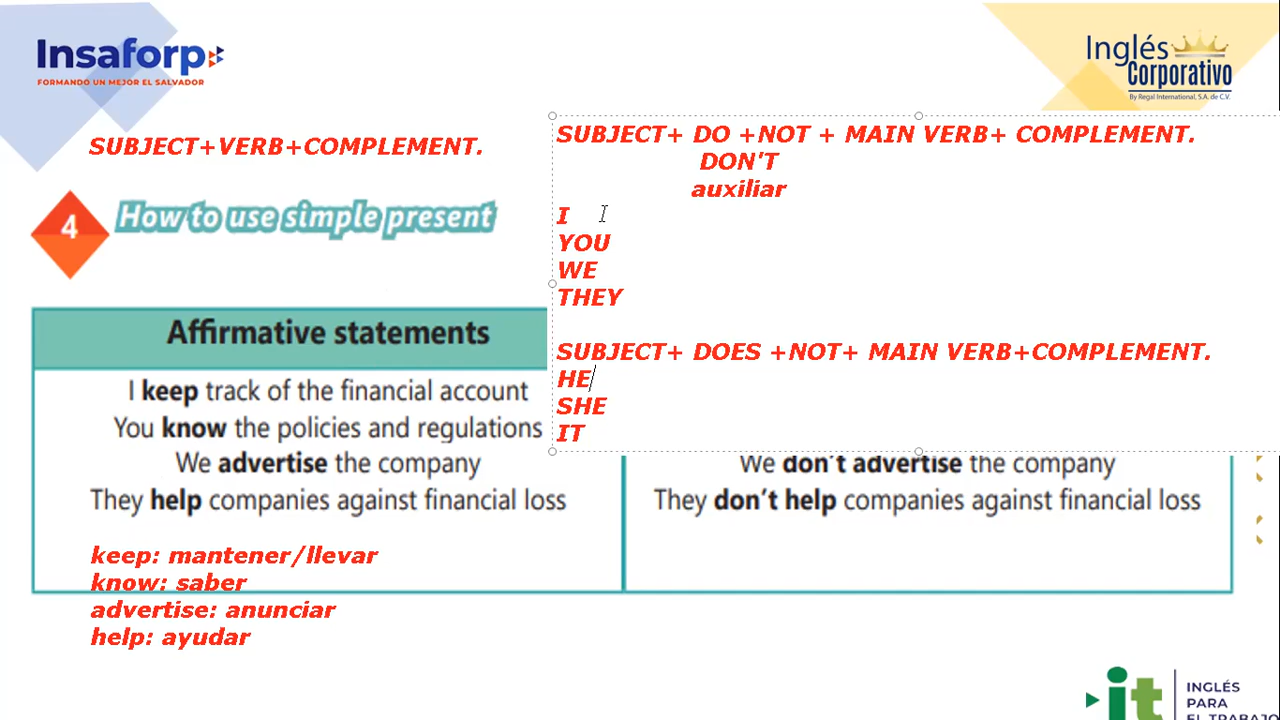 Insaforp
FORMANDO UN MEJOR EL SALVADOR
Inglés
Corporativo
By Regal International, S.A. de C.V.
SUBJECT+VERB+COMPLEMENT.
4
How to use simple present
SUBJECT+ DO +NOT + MAIN VERB+ COMPLEMENT.
DON'T
auxiliar
I
YOU
WE
THEY
SUBJECT+ DOES +NOT+ MAIN VERB+COMPLEMENT.
HE
SHE
IT
Affirmative statements
I keep track of the financial account
You know the policies and regulations
We advertise the company
They help companies against financial loss
We don't advertise the company
They don't help companies against financial loss
keep: mantener/llevar
know: saber
advertise: anunciar
help: ayudar
it
INGLÉS
PARA
EL TRABAJO